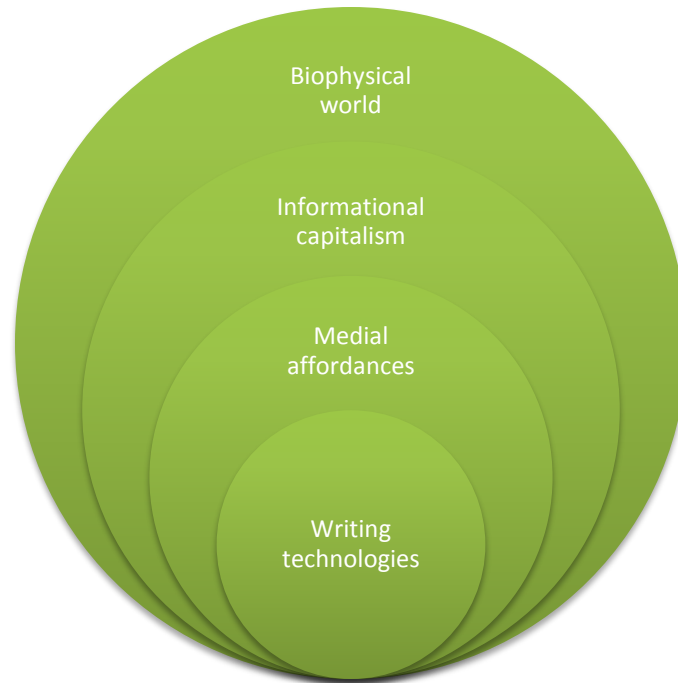 Biophysical
world
Informational
capitalism
Medial
affordances
Writing
technologies